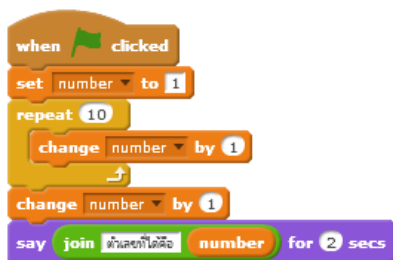 when clicked
set number to 1
repeat 10
change number by 1
change number by 1
say join ตัวเลขที่ได้คือ number for 2 secs